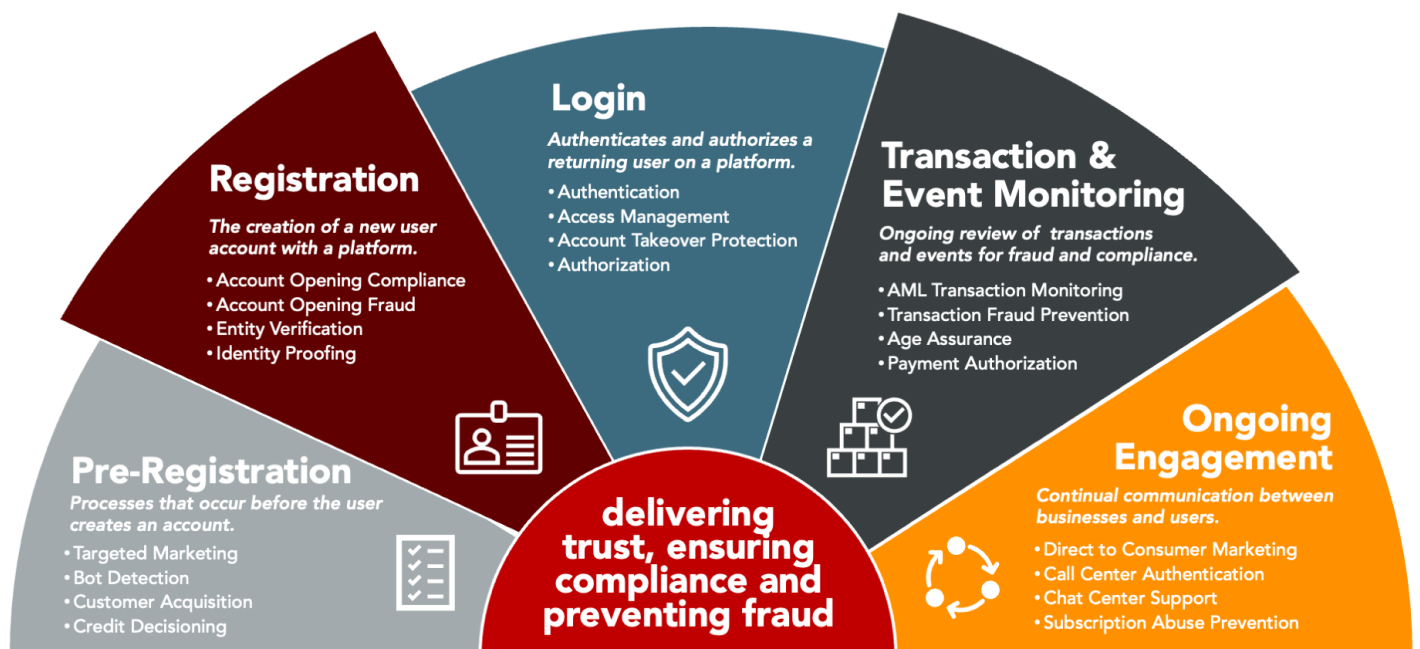 Pre-Registration
Processes that occur before the user
creates an account.
• Targeted Marketing
• Bot Detection
• Customer Acquisition
• Credit Decisioning
Registration
The creation of a new user
account with a platform.
• Account Opening Compliance
• Account Opening Fraud
• Entity Verification
• Identity Proofing
Login
Authenticates and authorizes a
returning user on a platform.
• Authentication
• Access Management
• Account Takeover Protection
• Authorization
Transaction &
Event Monitoring
Ongoing review of transactions
and events for fraud and compliance.
• AML Transaction Monitoring
• Transaction Fraud Prevention
• Age Assurance
• Payment Authorization
Ongoing
Engagement
Continual communication between
businesses and users.
• Direct to Consumer Marketing
• Call Center Authentication
• Chat Center Support
• Subscription Abuse Prevention
delivering
trust, ensuring
compliance and
preventing fraud